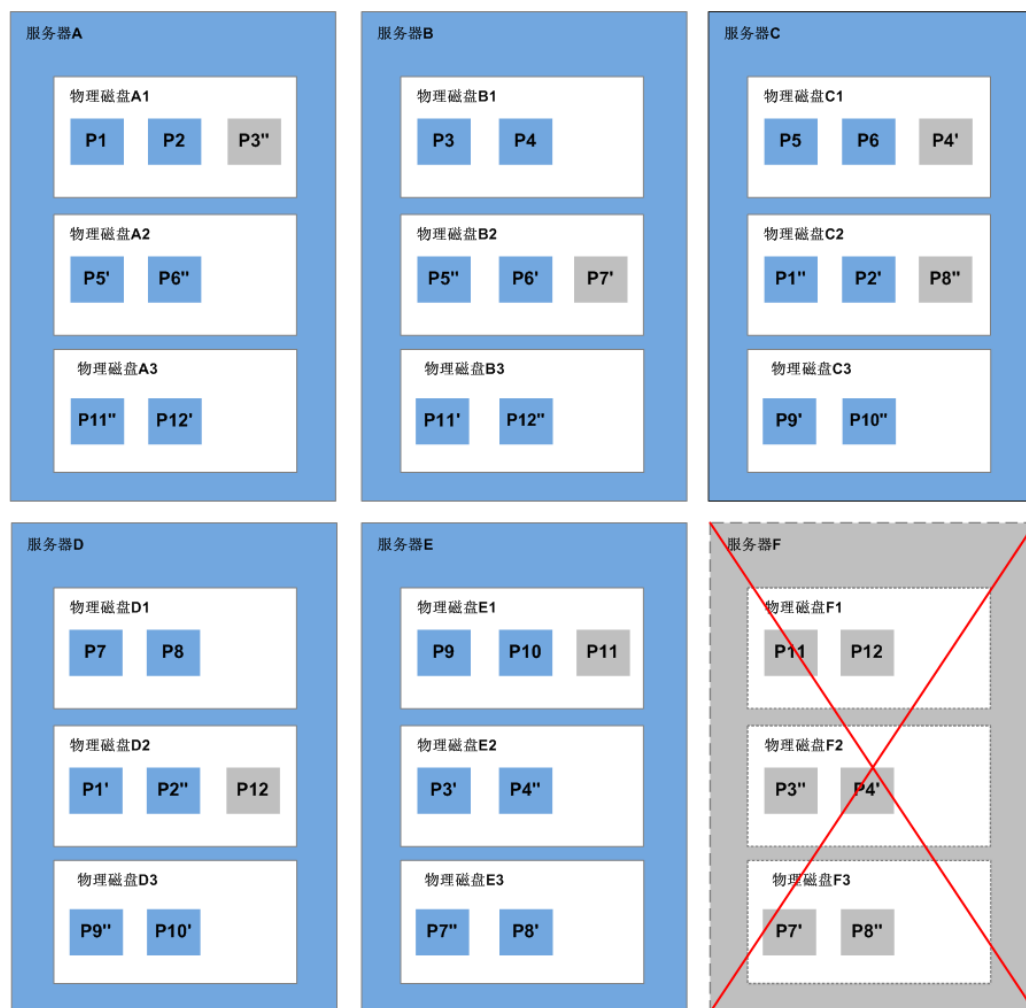 服务器A
物理磁盘A1
P1 P2 P3"
物理磁盘A2
P5' P6"
物理磁盘A3
P11" P12'
服务器B
物理磁盘B1
P3 P4
物理磁盘B2
P5" P6' P7'
物理磁盘B3
P11' P12"
服务器C
物理磁盘C1
P5 P6 P4'
物理磁盘C2
P1" P2' P8"
物理磁盘C3
P9' P10"
服务器D
物理磁盘D1
P7 P8
物理磁盘D2
P1' P2" P12
物理磁盘D3
P9" P10'
服务器E
物理磁盘E1
P9 P10 P11
物理磁盘E2
P3' P4"
物理磁盘E3
P7" P8'
服务器F
物理磁盘F1
P11 P12
物理磁盘F2
P3" P4'
物理磁盘F3
P7' P8"